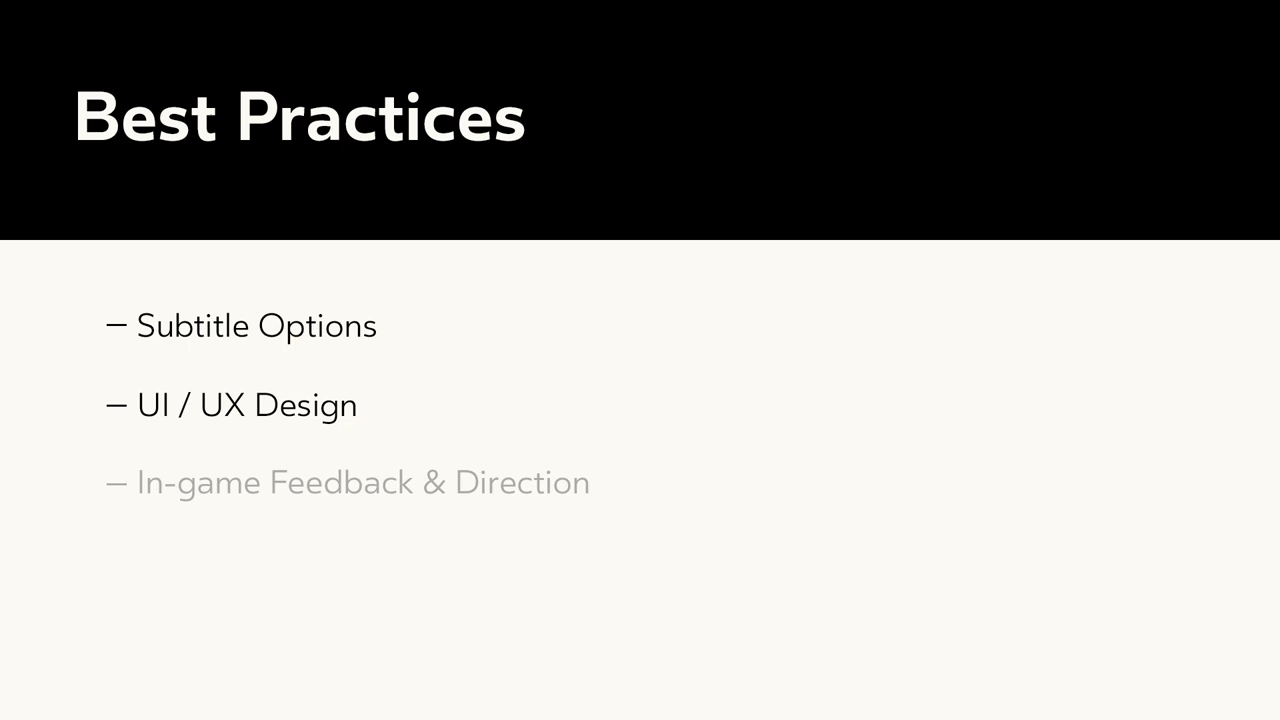 Best Practices
– Subtitle Options
– UI / UX Design
– In-game Feedback & Direction